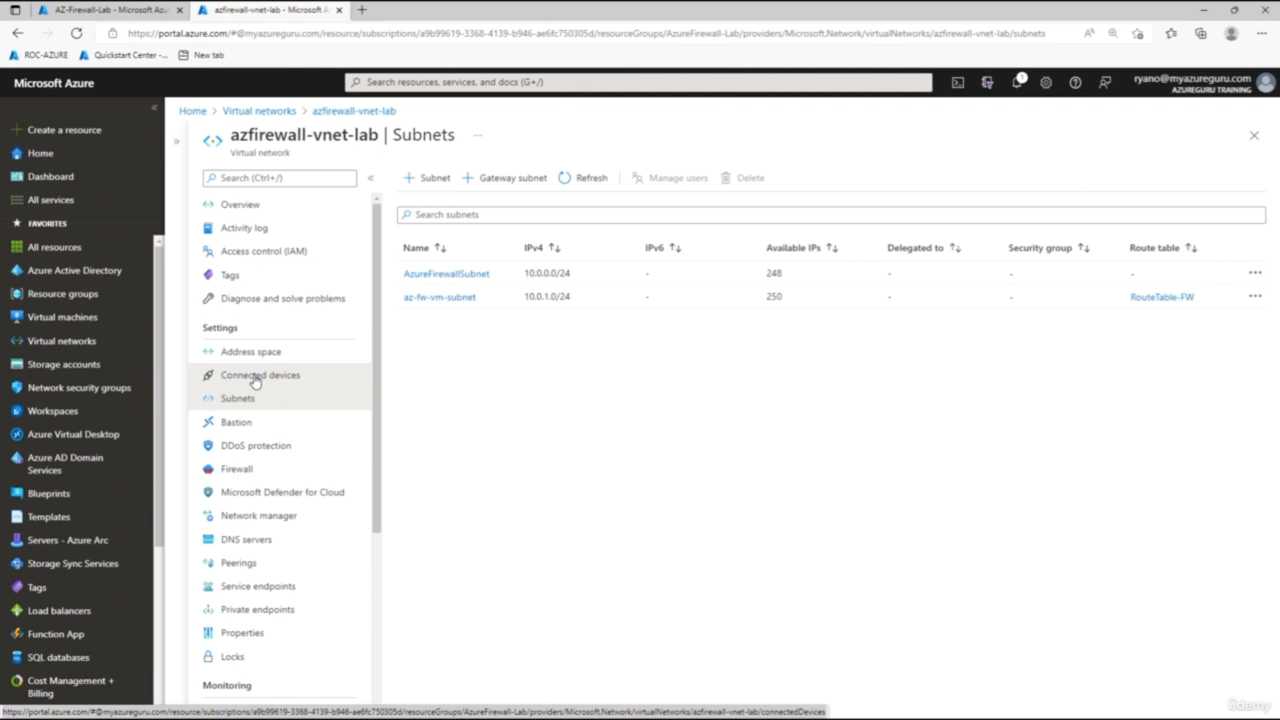 AZ-Firewall-Lab - Microsoft Azu
azfirewall-vnet-lab - Microsoft A
https://portal.azure.com/#@myazureguru.com/resource/subscriptions/a9b99619-3368-4139-b946-ae6fc750305d/resourceGroups/AzureFirewall-Lab/providers/Microsoft.Network/virtualNetworks/azfirewall-vnet-lab/subnets
ROC-AZURE
Quickstart Center -...
New tab
Microsoft Azure
Search resources, services, and docs (G+/)
1
ryano@myazureguru.com
AZUREGURU TRAINING
Create a resource
Home
Dashboard
All services
FAVORITES
All resources
Azure Active Directory
Resource groups
Virtual machines
Virtual networks
Storage accounts
Network security groups
Workspaces
Azure Virtual Desktop
Azure AD Domain
Services
Blueprints
Templates
Servers - Azure Arc
Storage Sync Services
Tags
Load balancers
Function App
SQL databases
Cost Management +
Billing
Home > Virtual networks > azfirewall-vnet-lab
azfirewall-vnet-lab | Subnets ...
Virtual network
Search (Ctrl+/)
Overview
Activity log
Access control (IAM)
Tags
Diagnose and solve problems
Settings
Address space
Connected devices
Subnets
Bastion
DDoS protection
Firewall
Microsoft Defender for Cloud
Network manager
DNS servers
Peerings
Service endpoints
Private endpoints
Properties
Locks
Monitoring
+ Subnet + Gateway subnet Refresh Manage users Delete
Search subnets
Name IPv4 IPv6 Available IPs Delegated to Security group Route table
AzureFirewallSubnet 10.0.0.0/24 - 248 - - -
az-fw-vm-subnet 10.0.1.0/24 - 250 - - RouteTable-FW
https://portal.azure.com/#@myazureguru.com/resource/subscriptions/a9b99619-3368-4139-b946-ae6fc750305d/resourceGroups/AzureFirewall-Lab/providers/Microsoft.Network/virtualNetworks/azfirewall-vnet-lab/connectedDevices
ûdemy